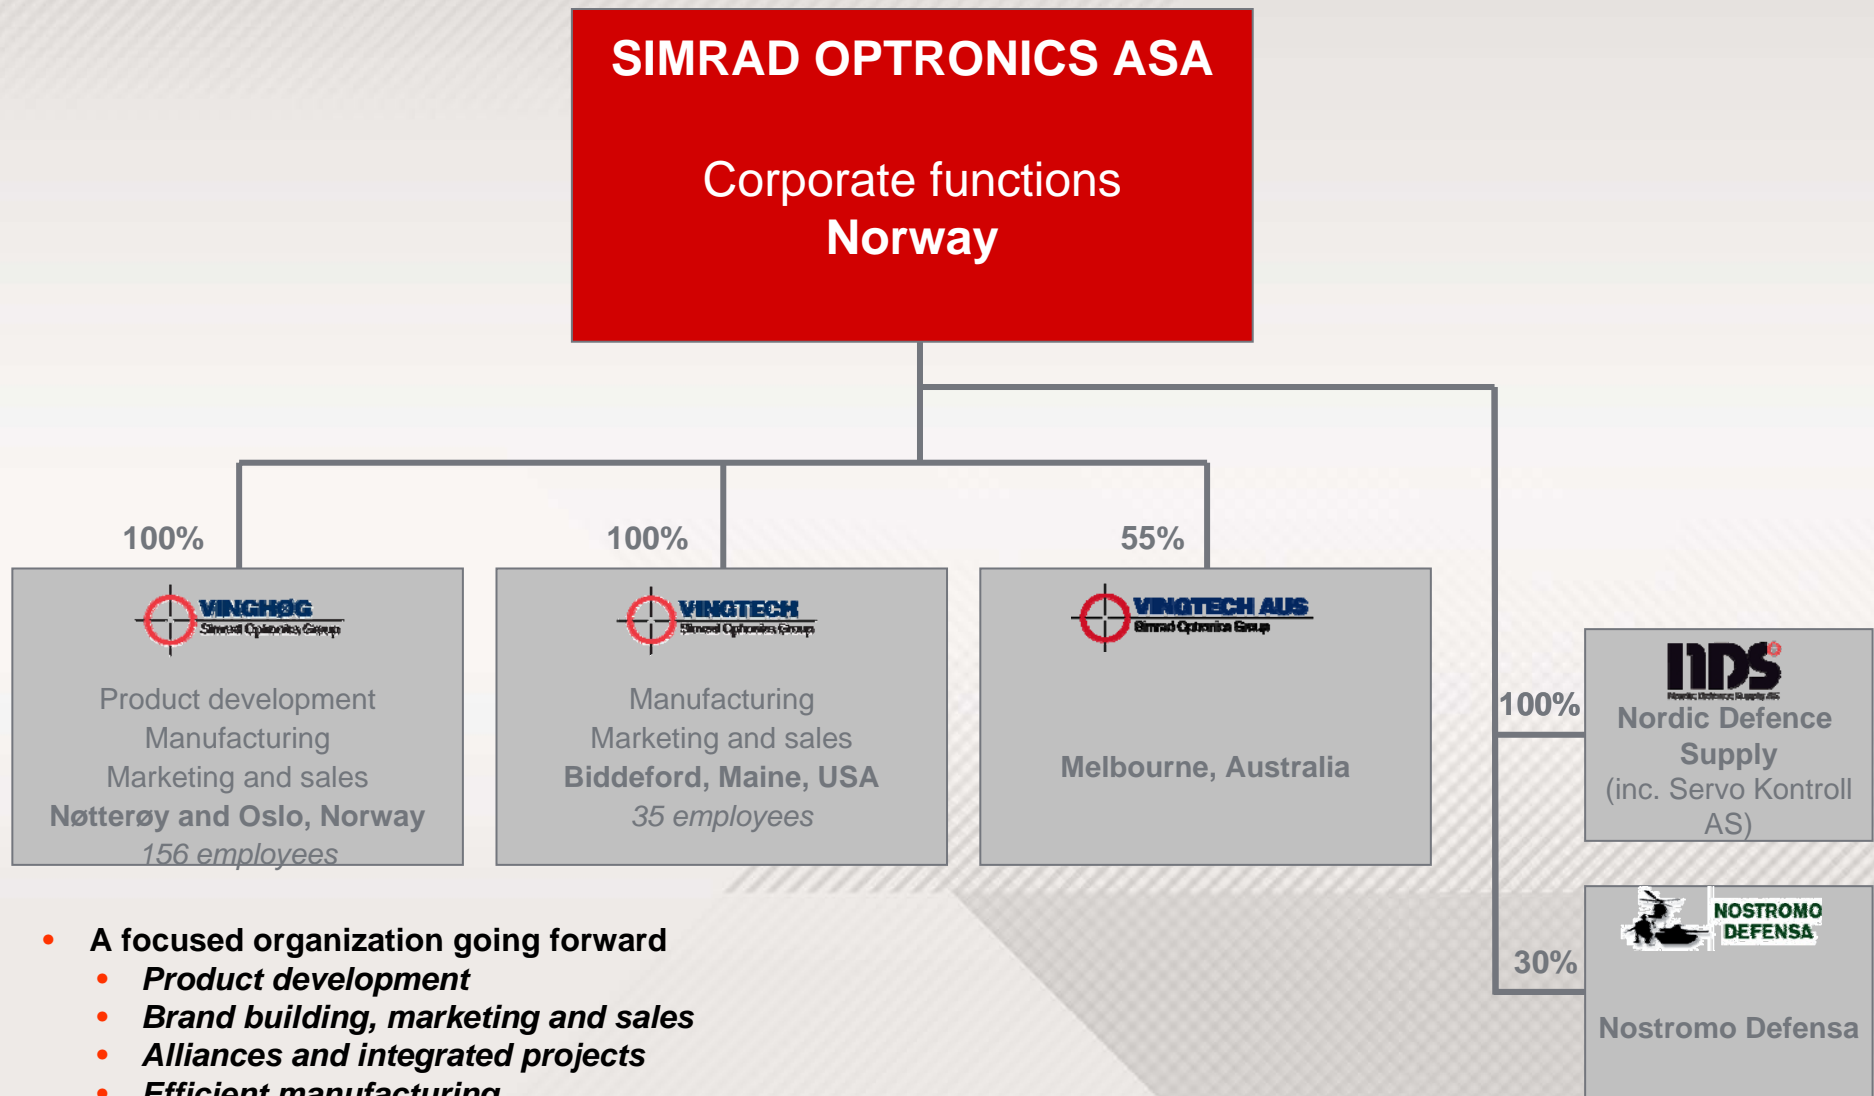 SIMRAD OPTRONICS ASA
Corporate functions
Norway
100%
100%
55%
VINGHØG
Simrad Optronics Group
Product development
Manufacturing
Marketing and sales
Nøtterøy and Oslo, Norway
156 employees
VINGTECH
Simrad Optronics Group
Manufacturing
Marketing and sales
Biddeford, Maine, USA
35 employees
VINGTECH AUS
Simrad Optronics Group
Melbourne, Australia
100%
NDS
Nordic Defence Supply AS
Nordic Defence
Supply
(inc. Servo Kontroll
AS)
30%
NOSTROMO
DEFENSA
Nostromo Defensa
• A focused organization going forward
• Product development
• Brand building, marketing and sales
• Alliances and integrated projects
• Efficient manufacturing